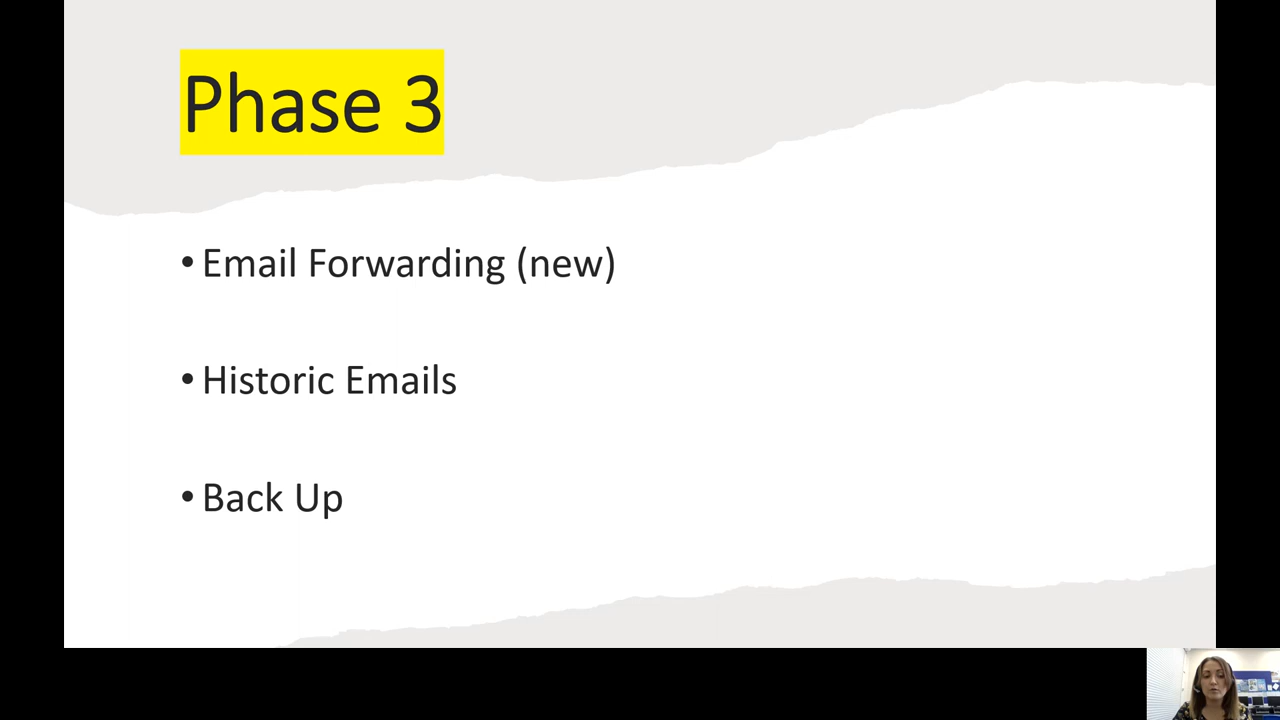 Phase 3
• Email Forwarding (new)
• Historic Emails
• Back Up